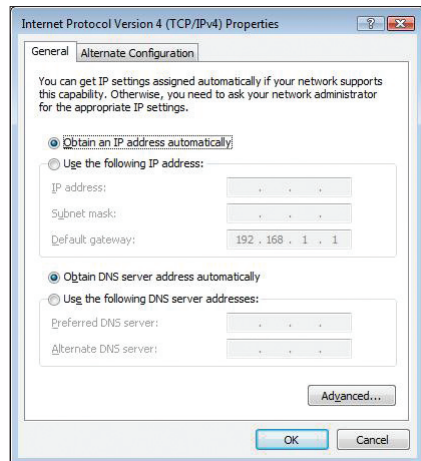 Internet Protocol Version 4 (TCP/IPv4) Properties
General
Alternate Configuration
You can get IP settings assigned automatically if your network supports
this capability. Otherwise, you need to ask your network administrator
for the appropriate IP settings.
Obtain an IP address automatically
Use the following IP address:
IP address:
Subnet mask:
Default gateway:
192 . 168 . 1 . 1
Obtain DNS server address automatically
Use the following DNS server addresses:
Preferred DNS server:
Alternate DNS server:
Advanced...
OK
Cancel